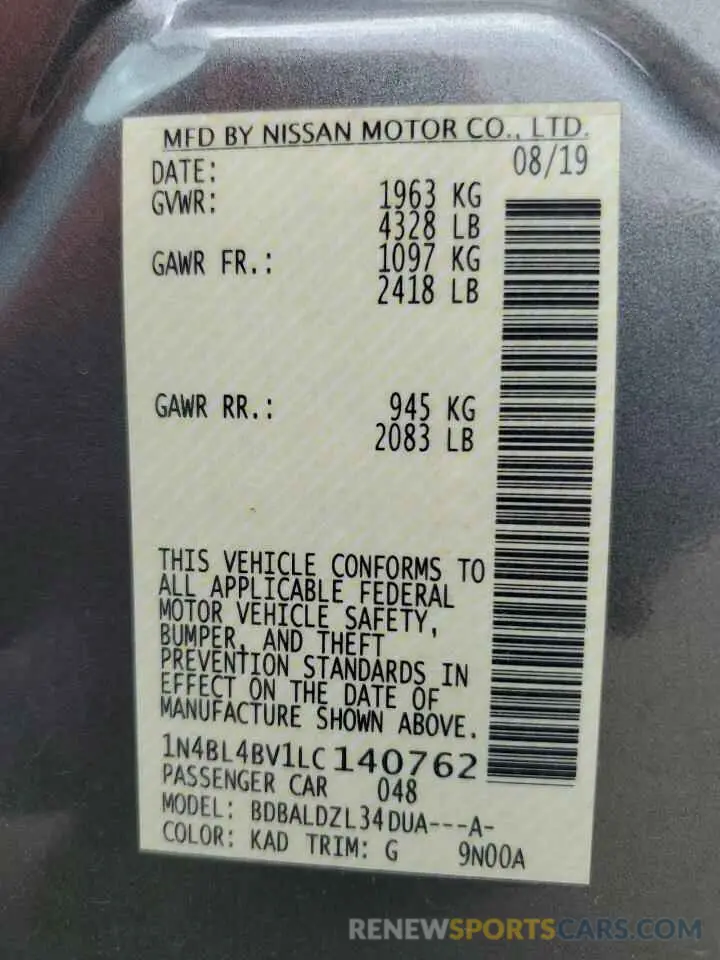 MFD BY NISSAN MOTOR CO., LTD.
DATE: 08/19
GVWR: 1963 KG
4328 LB
GAWR FR.: 1097 KG
2418 LB
GAWR RR.: 945 KG
2083 LB
THIS VEHICLE CONFORMS TO
ALL APPLICABLE FEDERAL
MOTOR VEHICLE SAFETY,
BUMPER, AND THEFT
PREVENTION STANDARDS IN
EFFECT ON THE DATE OF
MANUFACTURE SHOWN ABOVE.
1N4BL4BV1LC140762
PASSENGER CAR 048
MODEL: BDBALDZL34DUA---A-
COLOR: KAD TRIM: G 9N00A
RENEWSPORTSCARS.COM